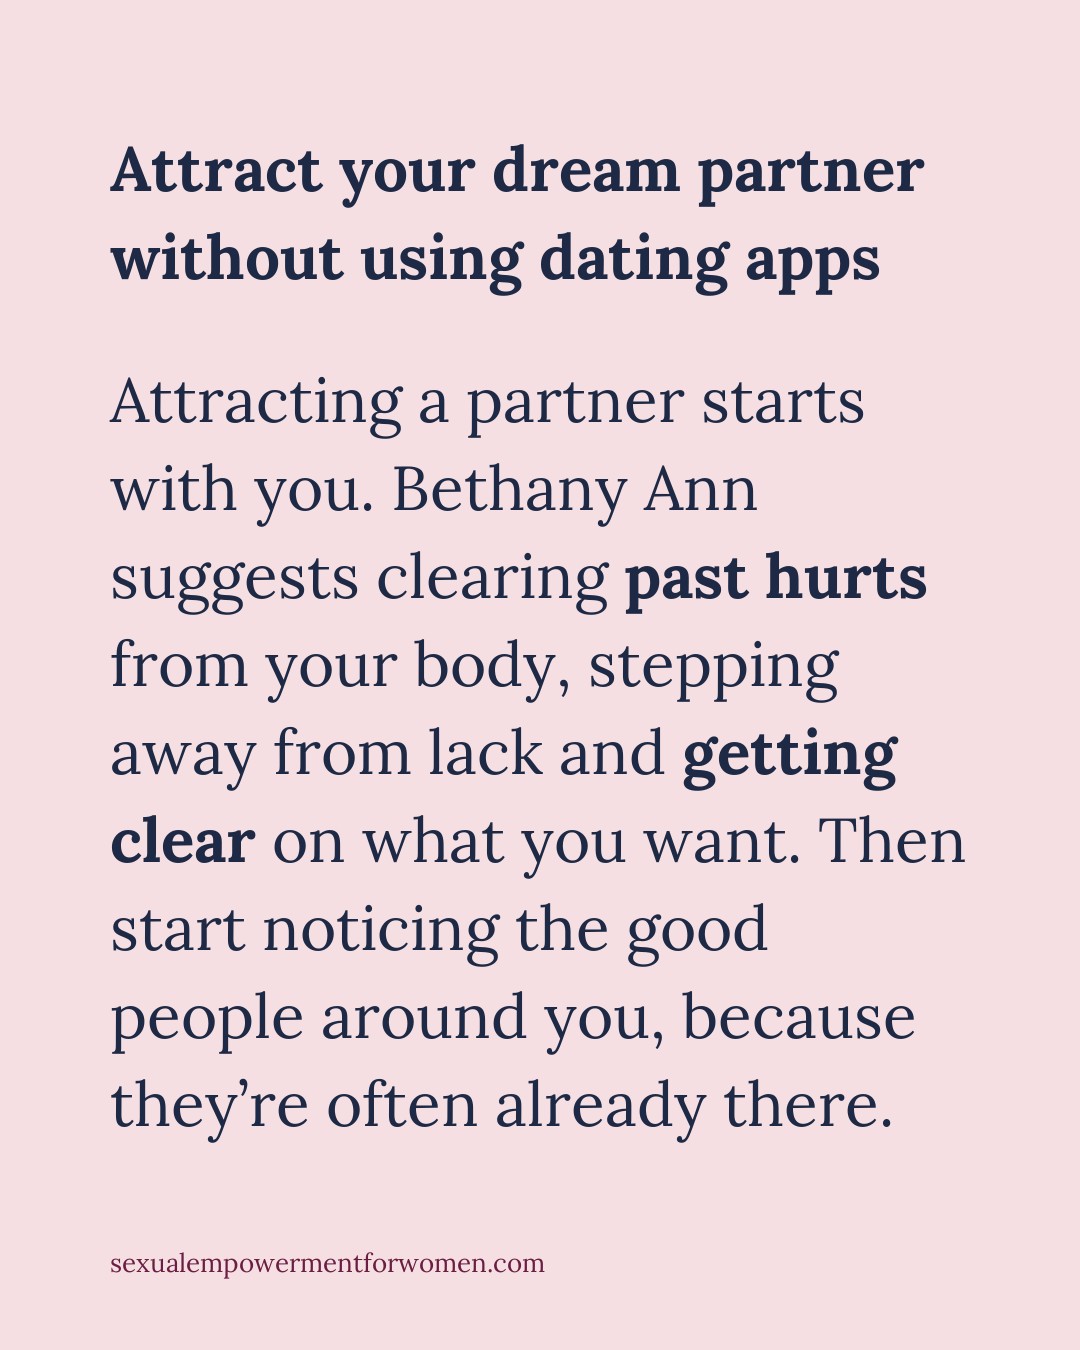 Attract your dream partner
without using dating apps
Attracting a partner starts
with you. Bethany Ann
suggests clearing past hurts
from your body, stepping
away from lack and getting
clear on what you want. Then
start noticing the good
people around you, because
they’re often already there.
sexualempowermentforwomen.com